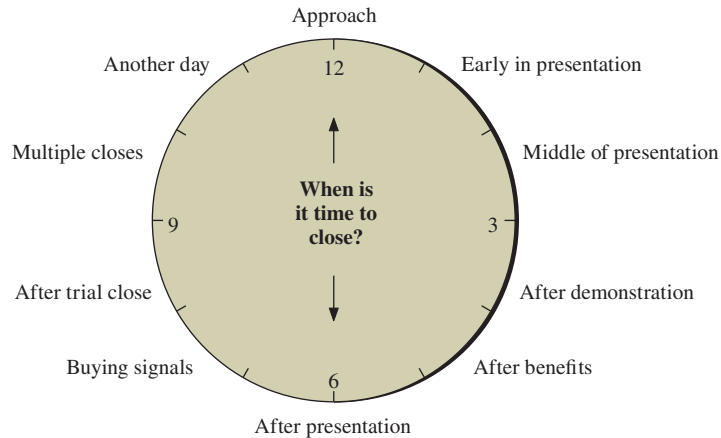 Approach
Another day
12
Early in presentation
Multiple closes
Middle of presentation
When is
it time to
close?
9
3
After trial close
After demonstration
Buying signals
6
After benefits
After presentation